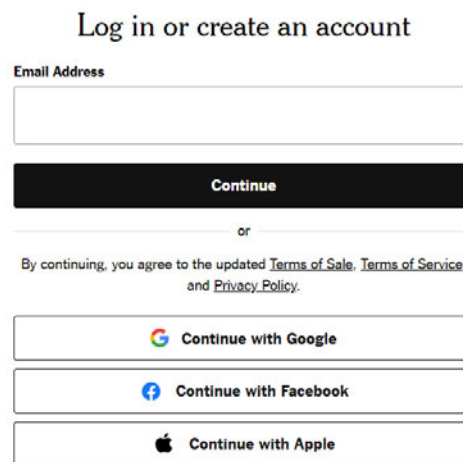 Log in or create an account
Email Address
Continue
or
By continuing, you agree to the updated Terms of Sale, Terms of Service
and Privacy Policy.
Continue with Google
Continue with Facebook
Continue with Apple